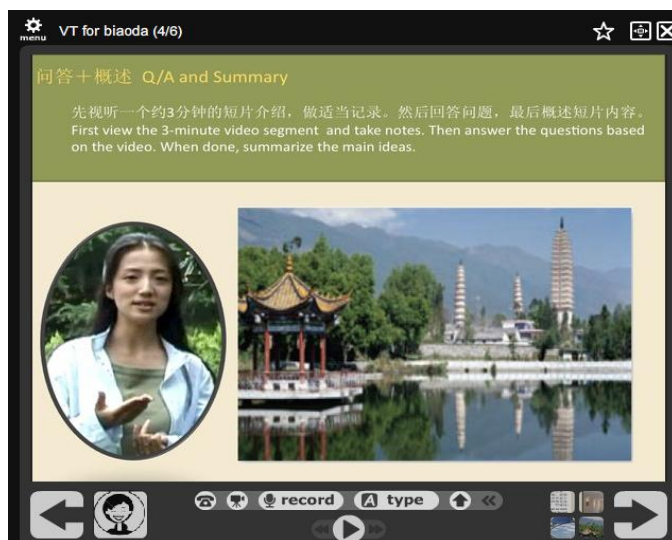 VT for biaoda (4/6)
menu
问答＋概述 Q/A and Summary
先视听一个约3分钟的短片介绍，做适当记录。然后回答问题，最后概述短片内容。
First view the 3-minute video segment and take notes. Then answer the questions based
on the video. When done, summarize the main ideas.
record
A type